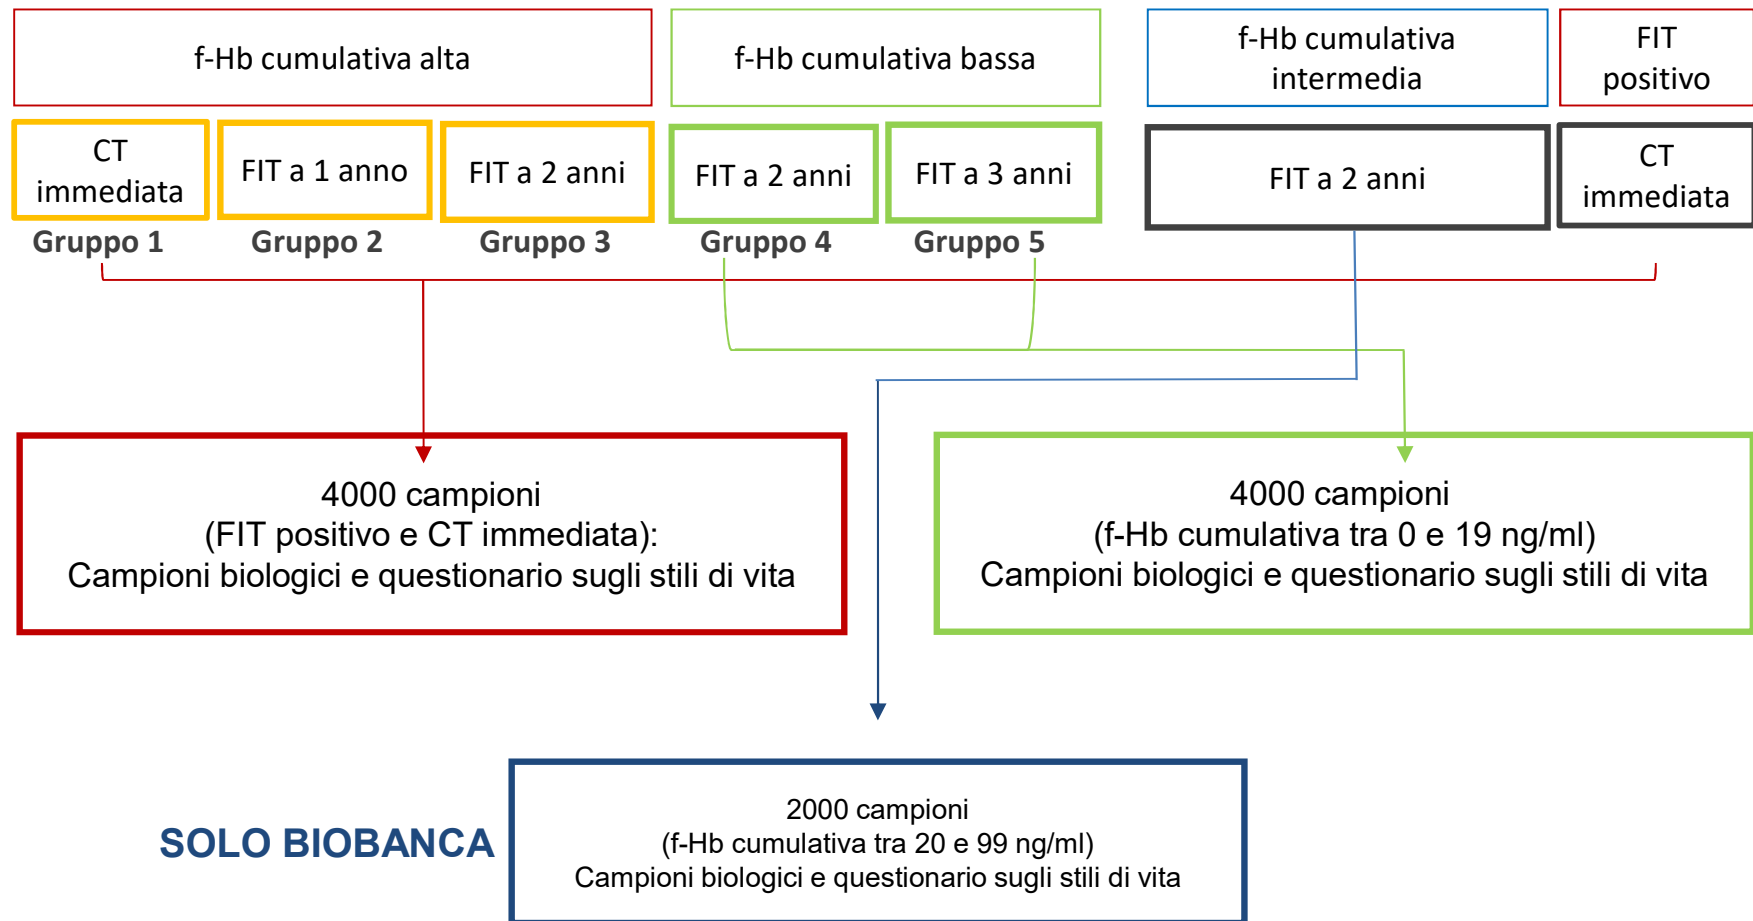 f-Hb cumulativa alta
f-Hb cumulativa bassa
f-Hb cumulativa
intermedia
FIT
positivo
CT
immediata
FIT a 1 anno
FIT a 2 anni
FIT a 2 anni
FIT a 3 anni
FIT a 2 anni
CT
immediata
Gruppo 1
Gruppo 2
Gruppo 3
Gruppo 4
Gruppo 5
4000 campioni
(FIT positivo e CT immediata):
Campioni biologici e questionario sugli stili di vita
4000 campioni
(f-Hb cumulativa tra 0 e 19 ng/ml)
Campioni biologici e questionario sugli stili di vita
SOLO BIOBANCA
2000 campioni
(f-Hb cumulativa tra 20 e 99 ng/ml)
Campioni biologici e questionario sugli stili di vita